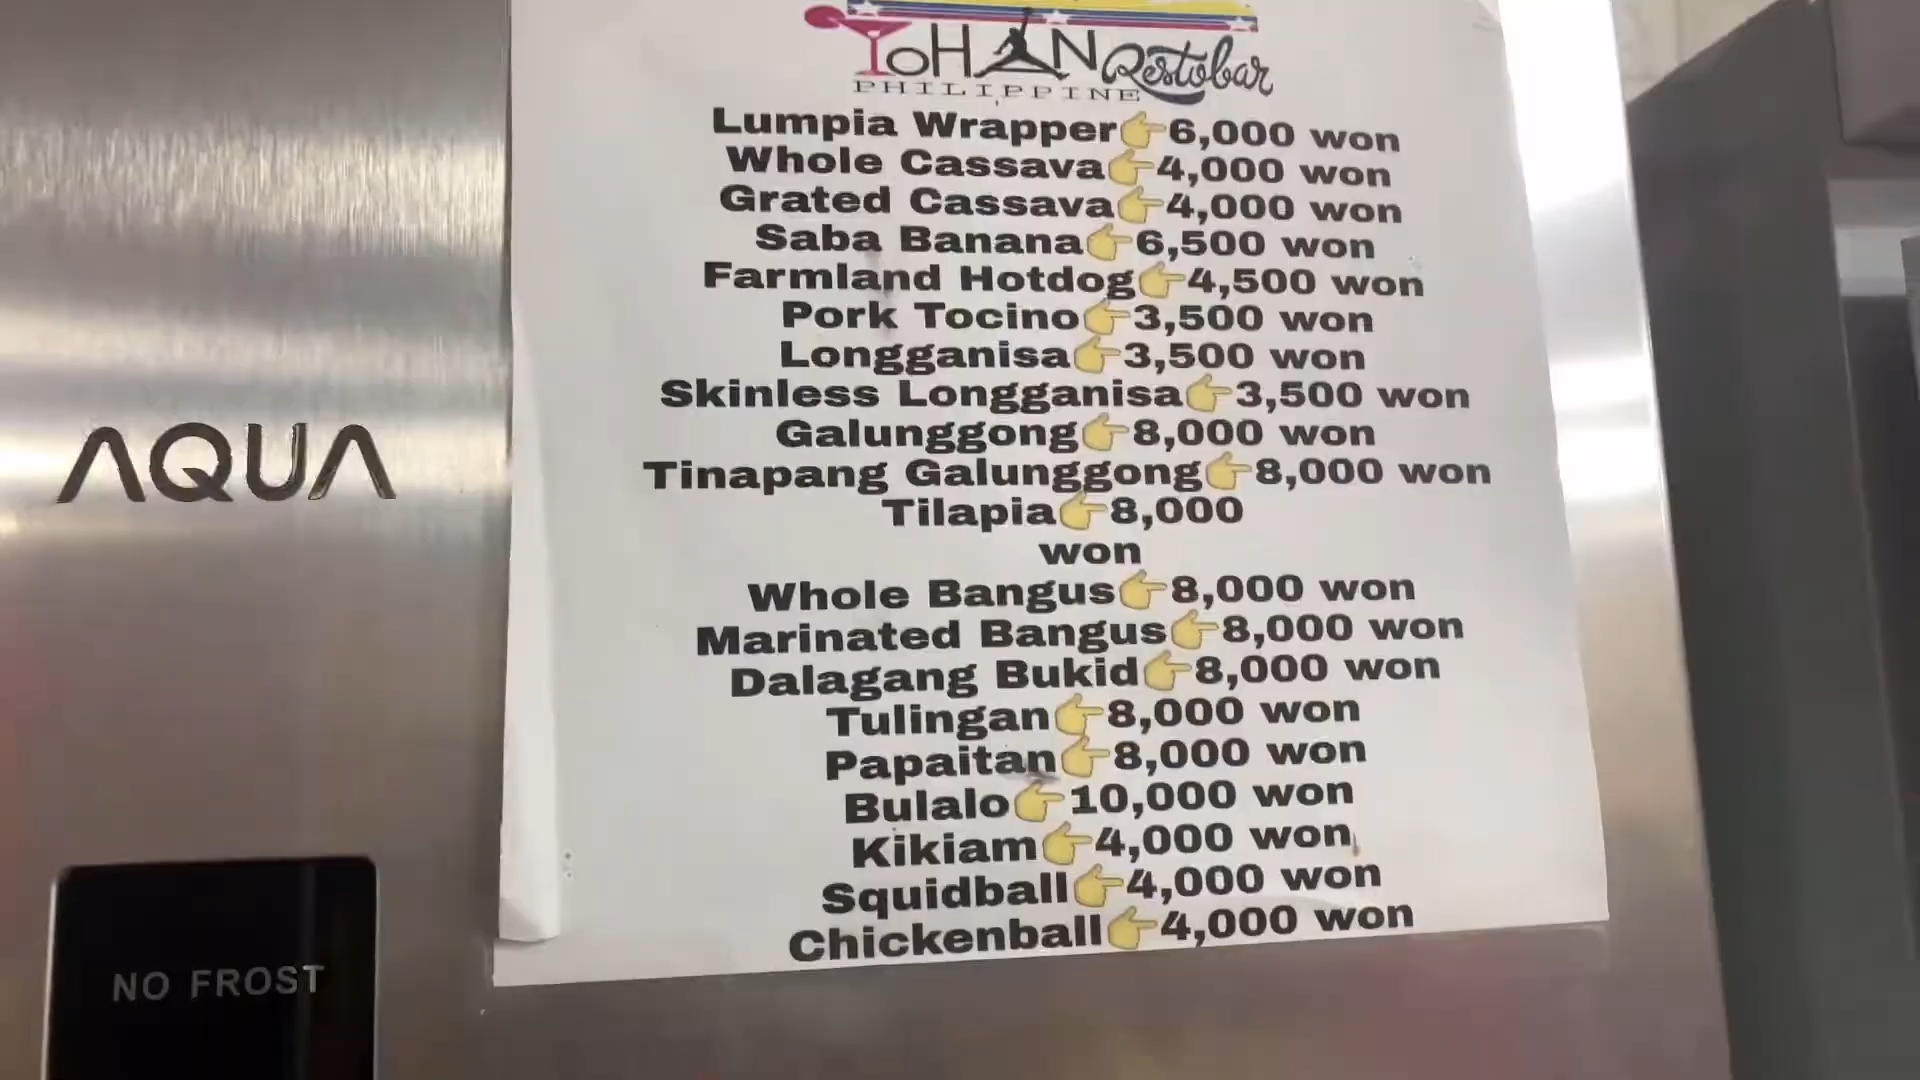 YOHAN Restobar
PHILIPPINE
Lumpia Wrapper👉6,000 won
Whole Cassava👉4,000 won
Grated Cassava👉4,000 won
Saba Banana👉6,500 won
Farmland Hotdog👉4,500 won
Pork Tocino👉3,500 won
Longganisa👉3,500 won
Skinless Longganisa👉3,500 won
Galunggong👉8,000 won
Tinapang Galunggong👉8,000 won
Tilapia👉8,000
won
Whole Bangus👉8,000 won
Marinated Bangus👉8,000 won
Dalagang Bukid👉8,000 won
Tulingan👉8,000 won
Papaitan👉8,000 won
Bulalo👉10,000 won
Kikiam👉4,000 won
Squidball👉4,000 won
Chickenball👉4,000 won
AQUA
NO FROST